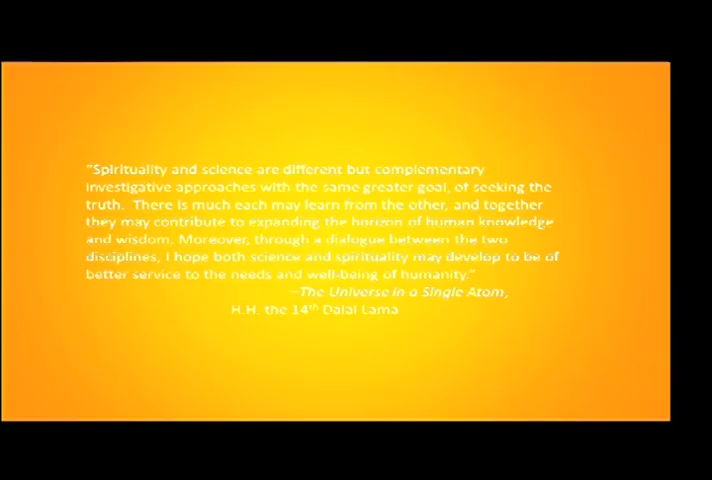 "Spirituality and science are different but complementary
investigative approaches with the same greater goal, of seeking the
truth. There is much each may learn from the other, and together
they may contribute to expanding the horizon of human knowledge
and wisdom. Moreover, through a dialogue between the two
disciplines, I hope both science and spirituality may develop to be of
better service to the needs and well-being of humanity."
–The Universe in a Single Atom,
H.H. the 14th Dalai Lama